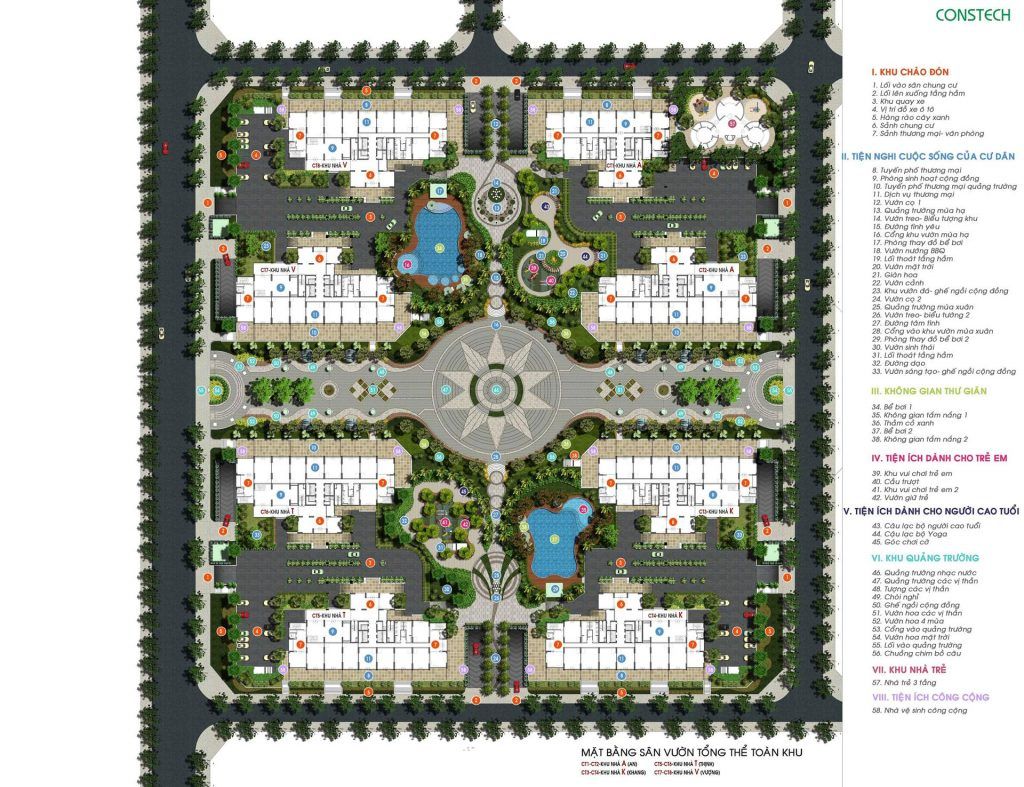 CONSTECH
I. KHU CHÀO ĐÓN
1. Lối vào sân chung cư
2. Lối lên xuống tầng hầm
3. Khu quay xe
4. Vị trí đỗ xe ô tô
5. Hàng rào cây xanh
6. Sảnh chung cư
7. Sảnh thương mại- văn phòng
II. TIỆN NGHI CUỘC SỐNG CỦA CƯ DÂN
8. Tuyến phố thương mại
9. Phòng sinh hoạt cộng đồng
10. Tuyến phố thương mại quảng trường
11. Dịch vụ thương mại
12. Vườn cọ 1
13. Quảng trường mùa hạ
14. Vườn treo- Biểu tượng khu
15. Đường tình yêu
16. Cổng khu vườn mùa hạ
17. Phòng thay đồ bể bơi
18. Vườn nướng BBQ
19. Lối thoát tầng hầm
20. Vườn mặt trời
21. Giàn hoa
22. Vườn cảnh
23. Khu vườn đá- ghế ngồi cộng đồng
24. Vườn cọ 2
25. Quảng trường mùa xuân
26. Vườn treo- biểu tượng 2
27. Đường tâm tình
28. Cổng vào khu vườn mùa xuân
29. Phòng thay đồ bể bơi 2
30. Vườn sinh thái
31. Lối thoát tầng hầm
32. Đường dạo
33. Vườn sáng tạo- ghế ngồi cộng đồng
III. KHÔNG GIAN THƯ GIÃN
34. Bể bơi 1
35. Không gian tắm nắng 1
36. Thảm cỏ xanh
37. Bể bơi 2
38. Không gian tắm nắng 2
IV. TIỆN ÍCH DÀNH CHO TRẺ EM
39. Khu vui chơi trẻ em
40. Cầu trượt
41. Khu vui chơi trẻ em 2
42. Vườn giữ trẻ
V. TIỆN ÍCH DÀNH CHO NGƯỜI CAO TUỔI
43. Câu lạc bộ người cao tuổi
44. Câu lạc bộ Yoga
45. Góc chơi cờ
VI. KHU QUẢNG TRƯỜNG
46. Quảng trường nhạc nước
47. Quảng trường các vị thần
48. Tượng các vị thần
49. Chòi nghỉ
50. Ghế ngồi cộng đồng
51. Vườn hoa các vị thần
52. Vườn hoa 4 mùa
53. Cổng vào quảng trường
54. Vườn hoa mặt trời
55. Lối vào quảng trường
56. Chuồng chim bồ câu
VII. KHU NHÀ TRẺ
57. Nhà trẻ 3 tầng
VIII. TIỆN ÍCH CÔNG CỘNG
58. Nhà vệ sinh công cộng
CT8-KHU NHÀ V
CT1-KHU NHÀ A
CT7-KHU NHÀ V
CT2-KHU NHÀ A
CT6-KHU NHÀ T
CT3-KHU NHÀ K
CT5-KHU NHÀ T
CT4-KHU NHÀ K
MẶT BẰNG SÂN VƯỜN TỔNG THỂ TOÀN KHU
CT1-CT2-KHU NHÀ A (AN) CT5-CT6-KHU NHÀ T (THỊNH)
CT3-CT4-KHU NHÀ K (KHANG) CT7-CT8-KHU NHÀ V (VƯỢNG)